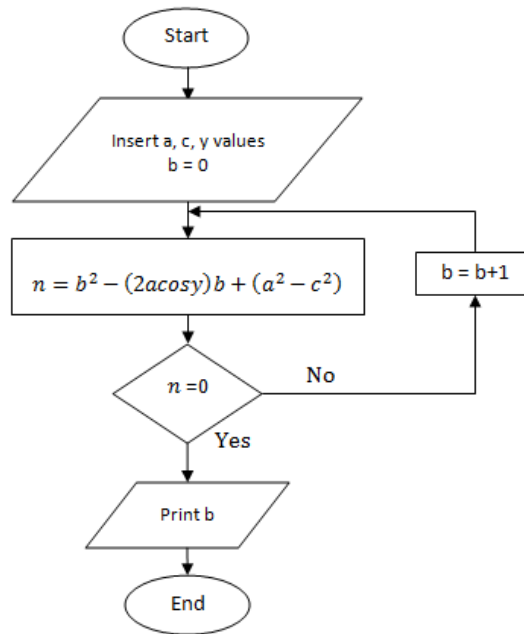 Start
Insert a, c, y values
b = 0
n = b² − (2acosy)b + (a² − c²)
b = b+1
n =0
No
Yes
Print b
End